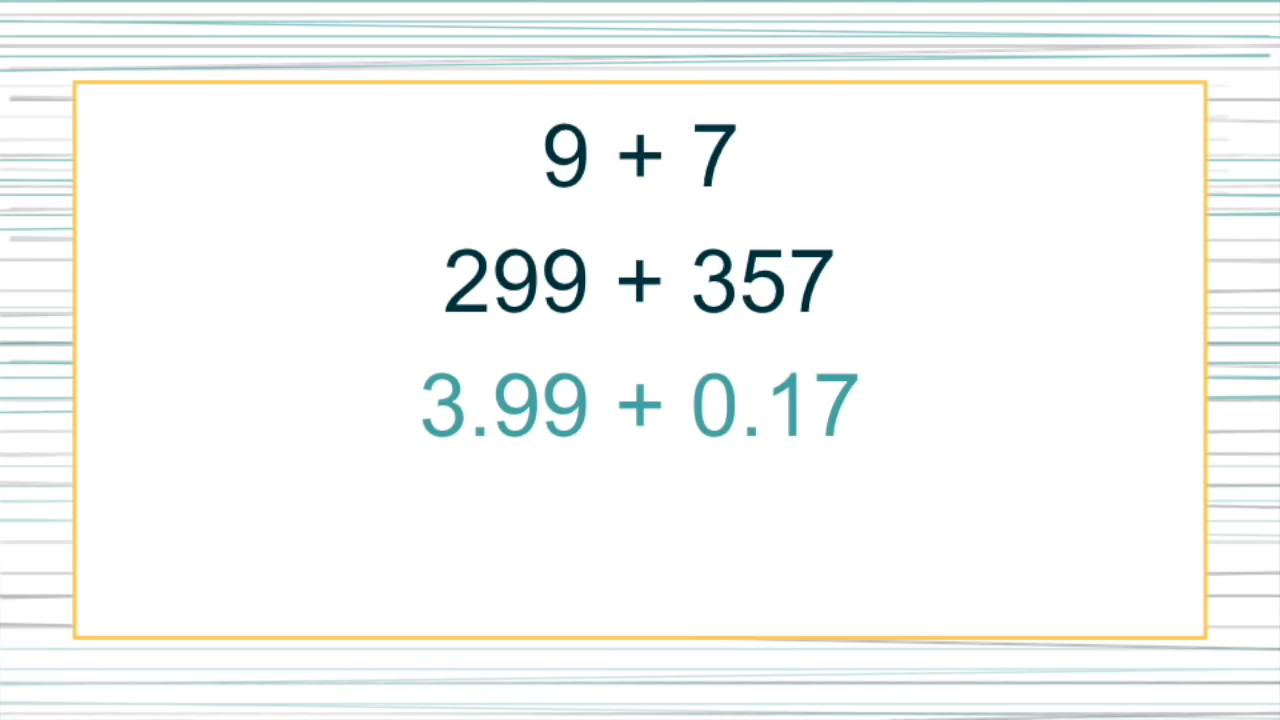 9 + 7
299 + 357
3.99 + 0.17